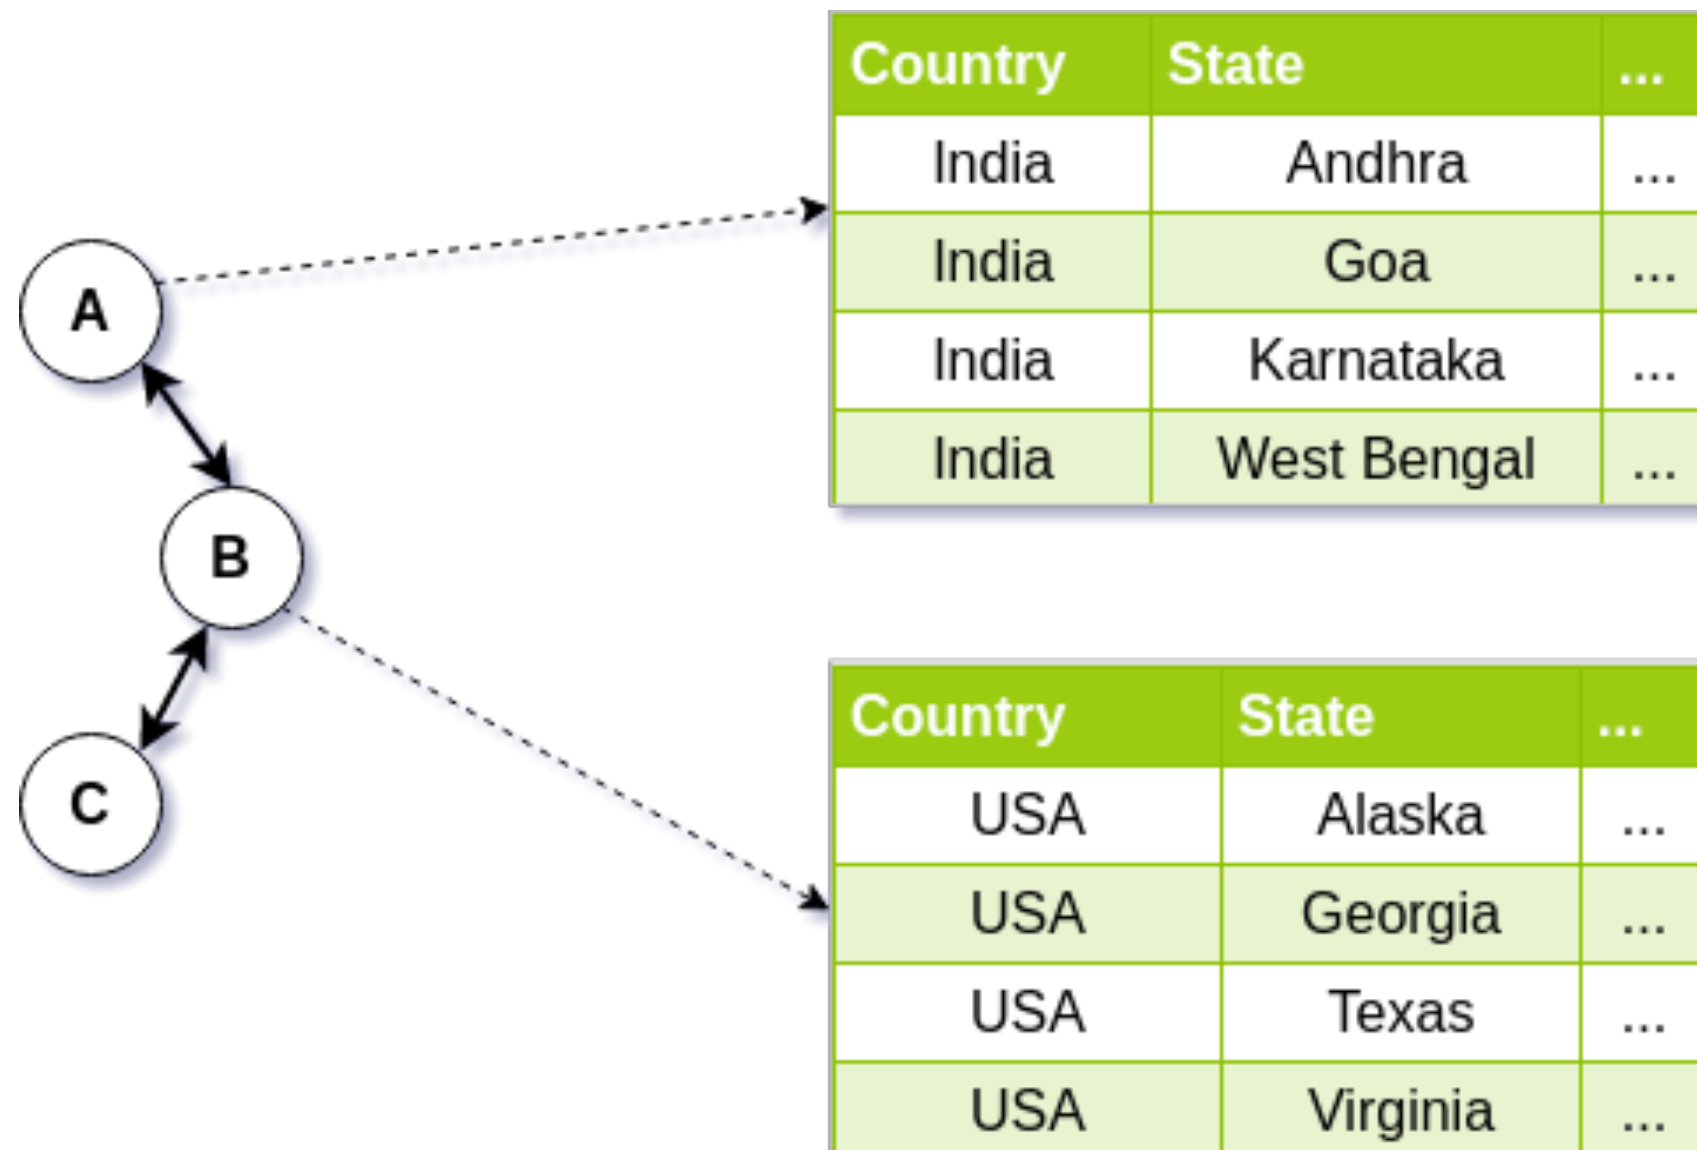 A
B
C
Country State ...
India Andhra ...
India Goa ...
India Karnataka ...
India West Bengal ...
Country State ...
USA Alaska ...
USA Georgia ...
USA Texas ...
USA Virginia ...